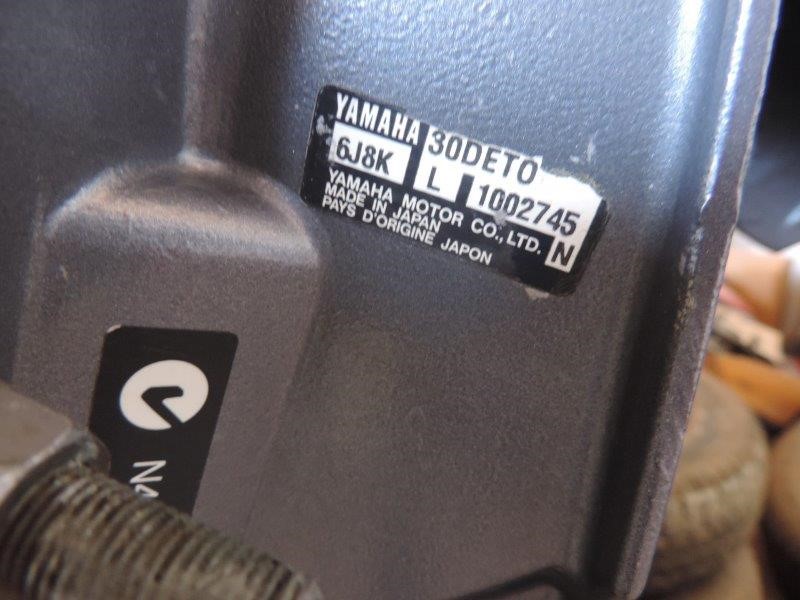 YAMAHA 30DETO
6J8K L 1002745
YAMAHA MOTOR CO., LTD. N
MADE IN JAPAN
PAYS D'ORIGINE JAPON